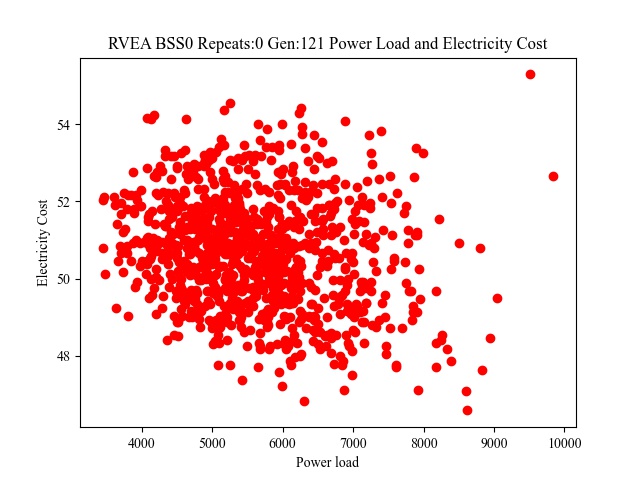 RVEA BSS0 Repeats:0 Gen:121 Power Load and Electricity Cost
54
52
50
48
Electricity Cost
4000 5000 6000 7000 8000 9000 10000
Power load